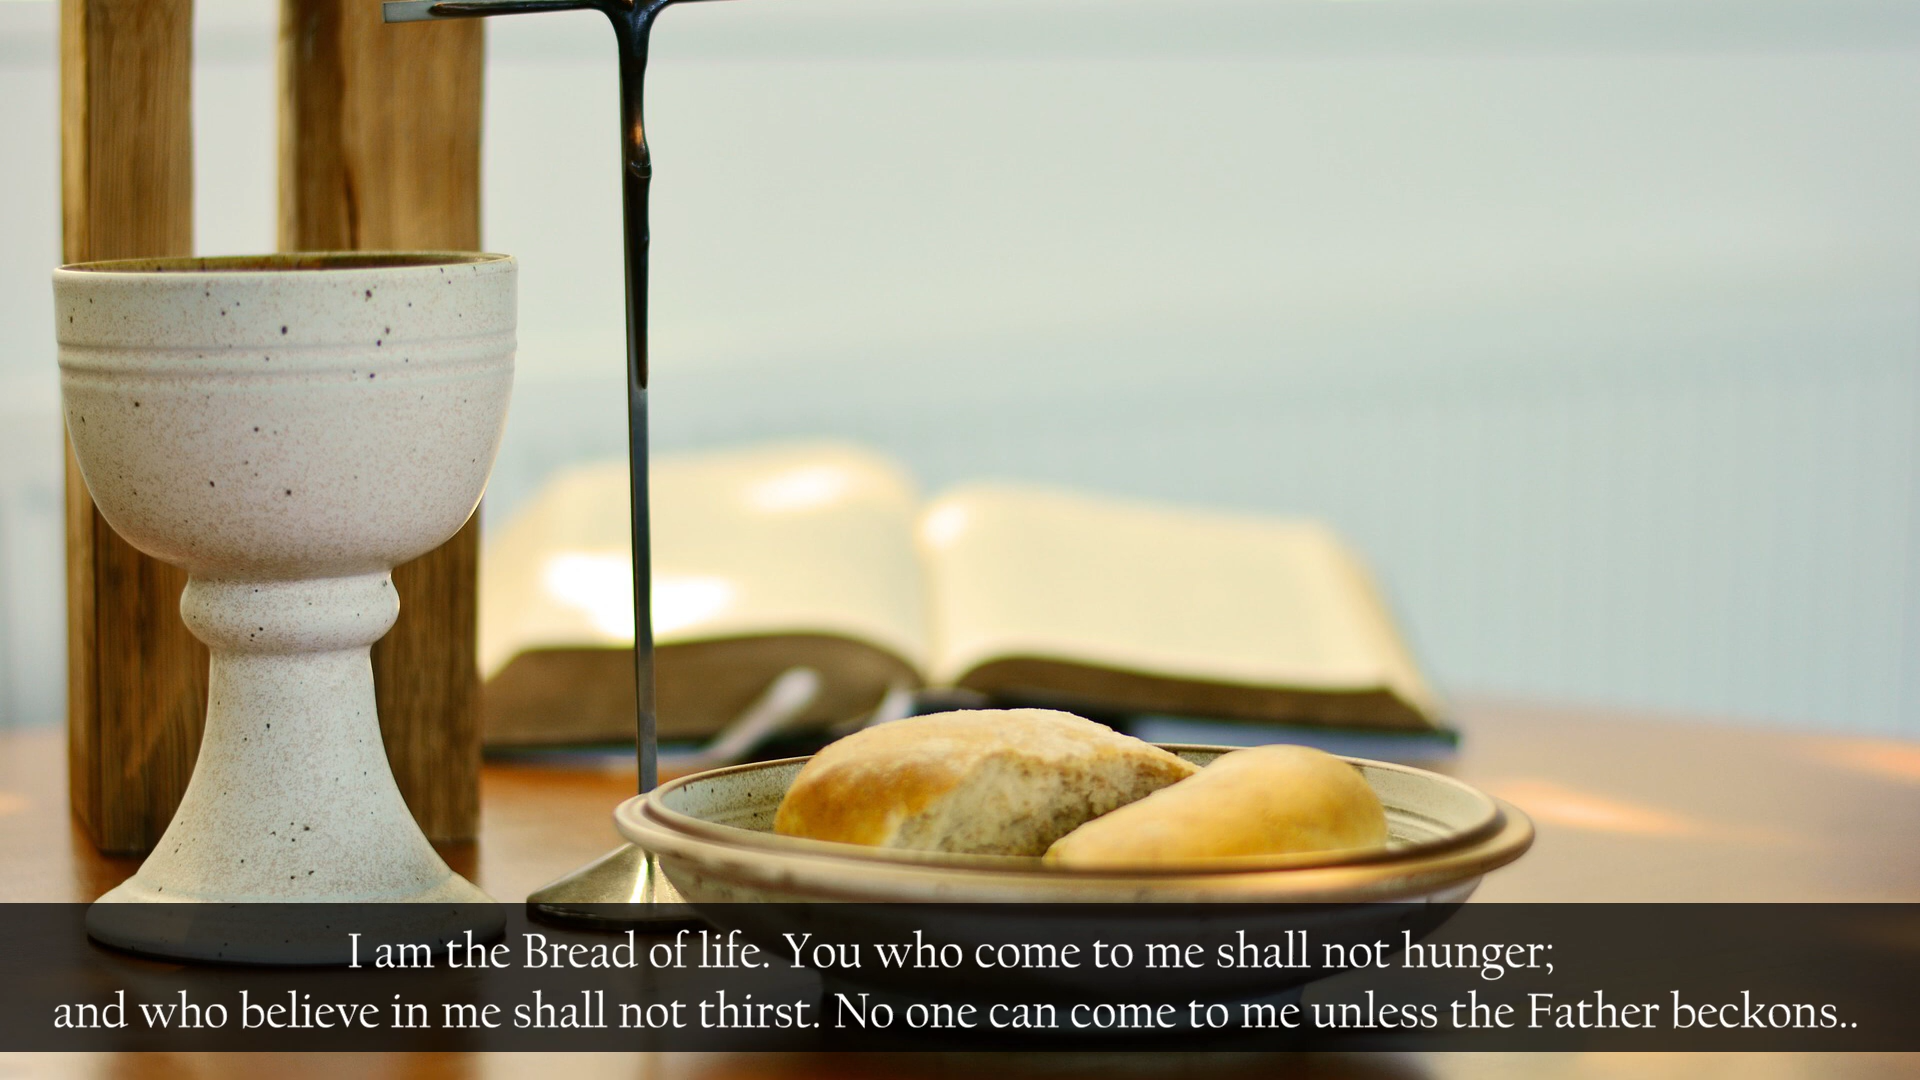 I am the Bread of life. You who come to me shall not hunger;
and who believe in me shall not thirst. No one can come to me unless the Father beckons..